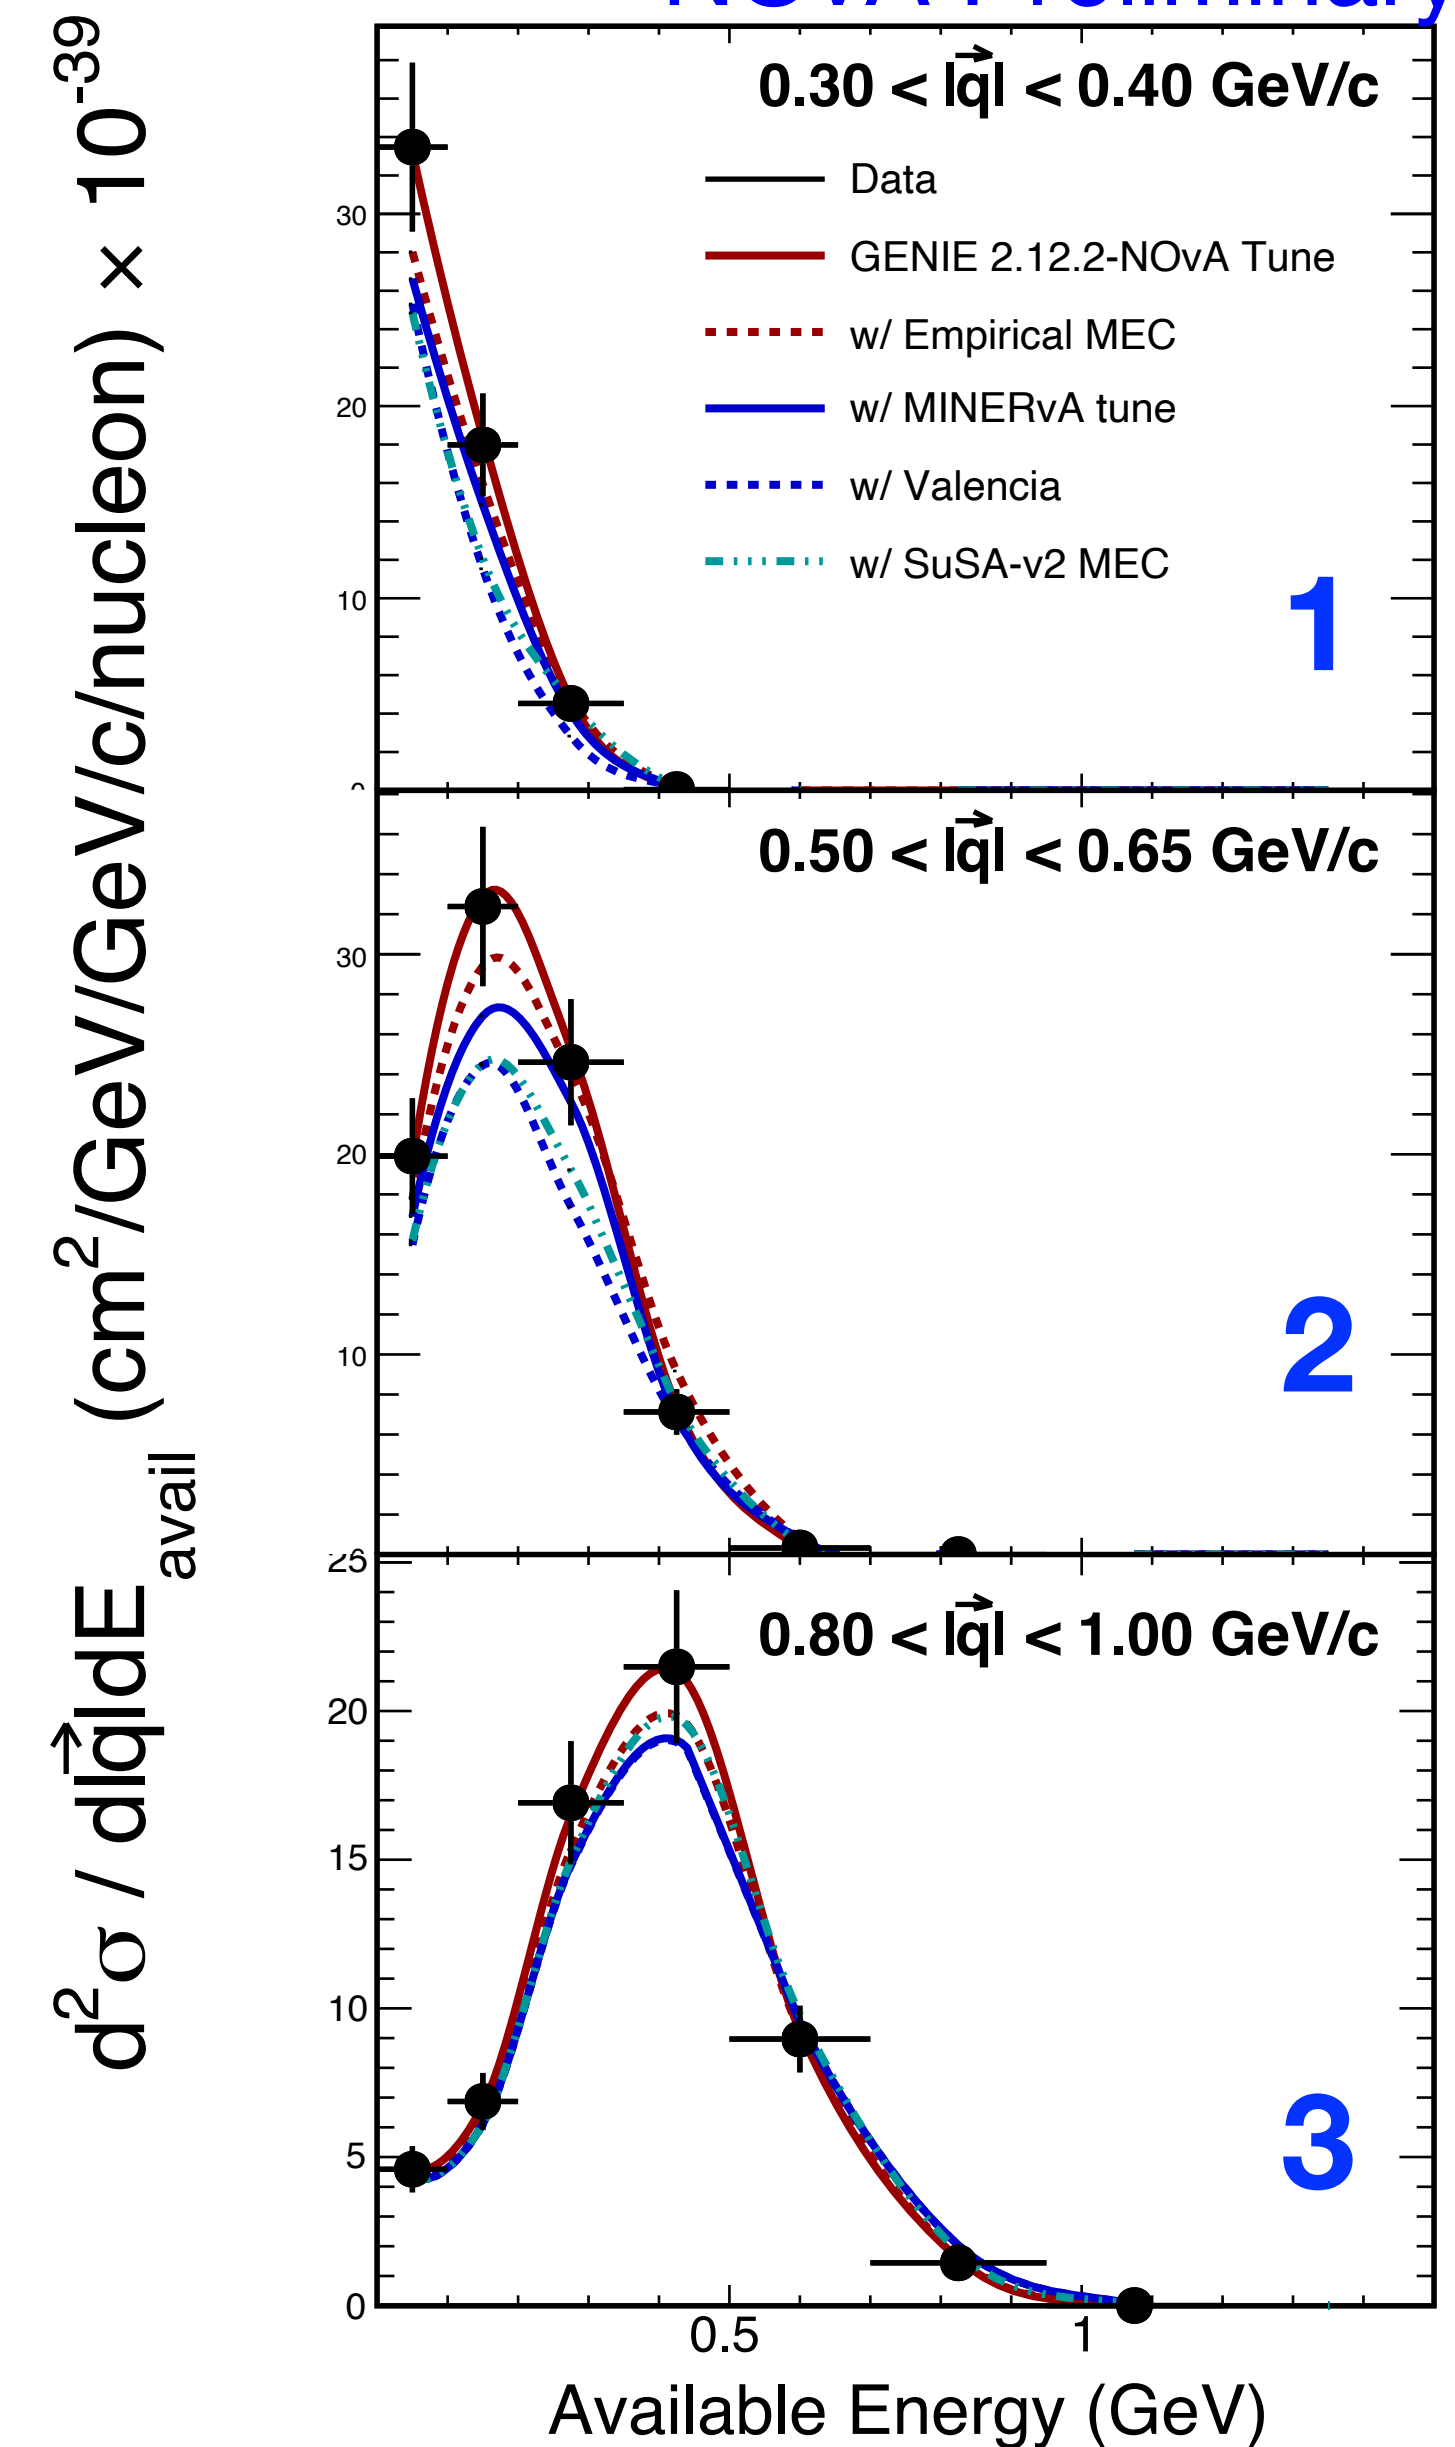 NOvA Preliminary
d²σ / d|q⃗|dE_avail (cm²/GeV/GeV/c/nucleon) × 10⁻³⁹
0.30 < |q⃗| < 0.40 GeV/c
Data
GENIE 2.12.2-NOvA Tune
w/ Empirical MEC
w/ MINERvA tune
w/ Valencia
w/ SuSA-v2 MEC
30
20
10
1
0.50 < |q⃗| < 0.65 GeV/c
30
20
10
2
0.80 < |q⃗| < 1.00 GeV/c
25
20
15
10
5
0
3
0.5 1
Available Energy (GeV)